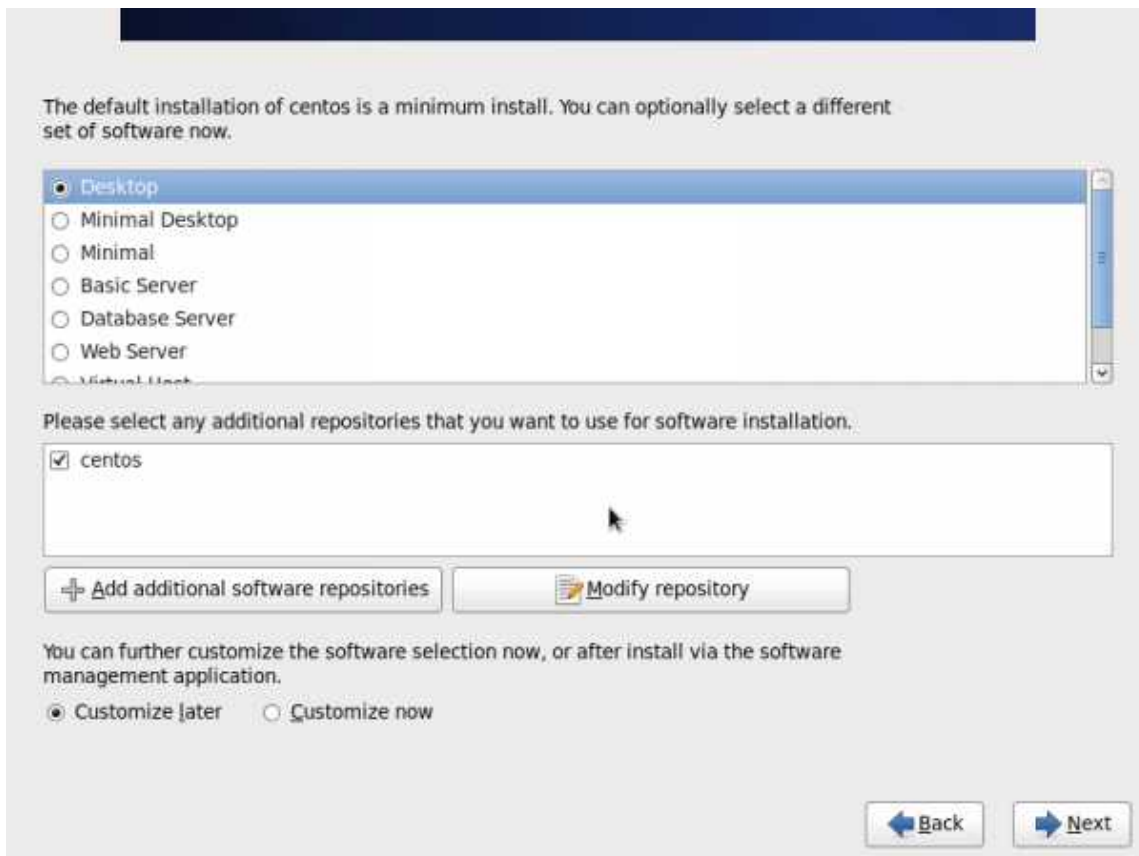 The default installation of centos is a minimum install. You can optionally select a different
set of software now.
Desktop
Minimal Desktop
Minimal
Basic Server
Database Server
Web Server
Virtual Host
Please select any additional repositories that you want to use for software installation.
centos
Add additional software repositories
Modify repository
You can further customize the software selection now, or after install via the software
management application.
Customize later
Customize now
Back
Next